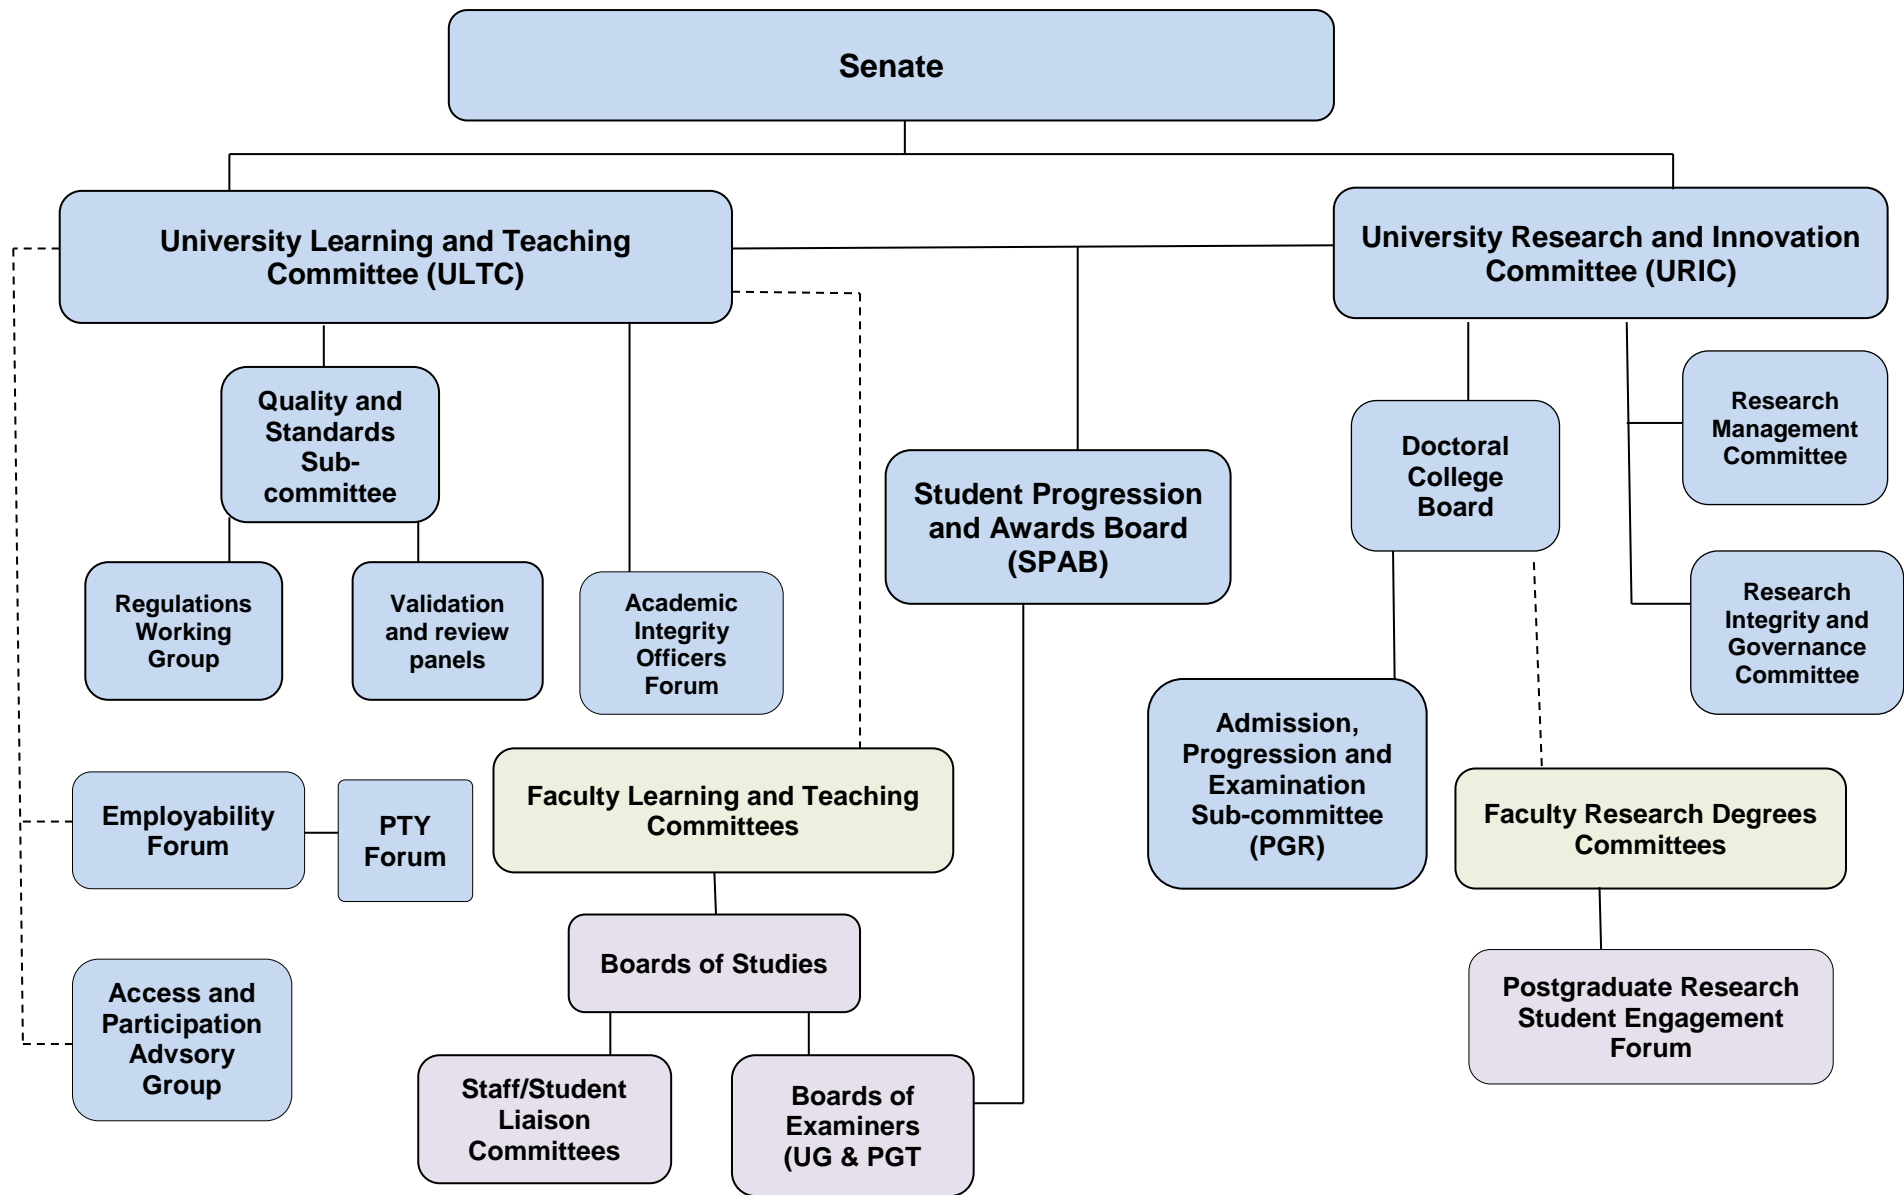 Senate
University Learning and Teaching
Committee (ULTC)
University Research and Innovation
Committee (URIC)
Quality and
Standards
Sub-
committee
Research
Management
Committee
Doctoral
College
Board
Student Progression
and Awards Board
(SPAB)
Regulations
Working
Group
Validation
and review
panels
Academic
Integrity
Officers
Forum
Research
Integrity and
Governance
Committee
Admission,
Progression and
Examination
Sub-committee
(PGR)
Employability
Forum
PTY
Forum
Faculty Learning and Teaching
Committees
Faculty Research Degrees
Committees
Boards of Studies
Access and
Participation
Advsory
Group
Postgraduate Research
Student Engagement
Forum
Staff/Student
Liaison
Committees
Boards of
Examiners
(UG & PGT